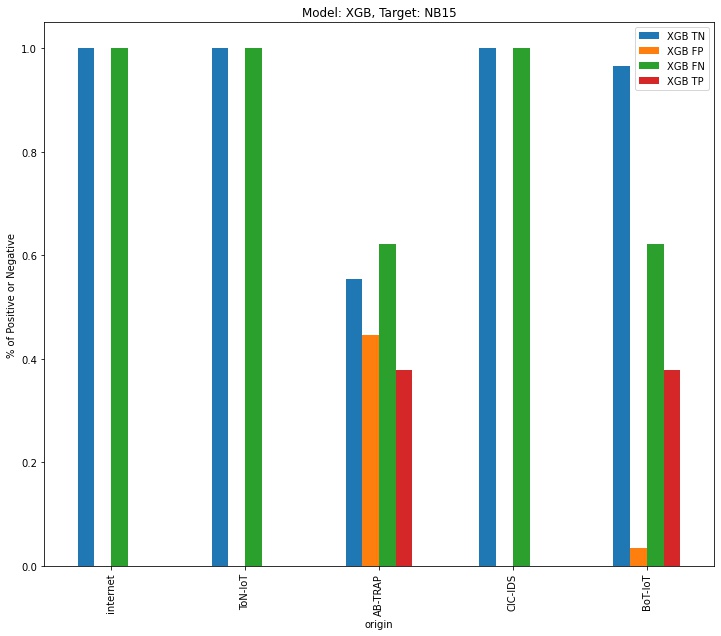 Model: XGB, Target: NB15
XGB TN
XGB FP
XGB FN
XGB TP
% of Positive or Negative
1.0
0.8
0.6
0.4
0.2
0.0
internet
ToN-IoT
AB-TRAP
CIC-IDS
BoT-IoT
origin